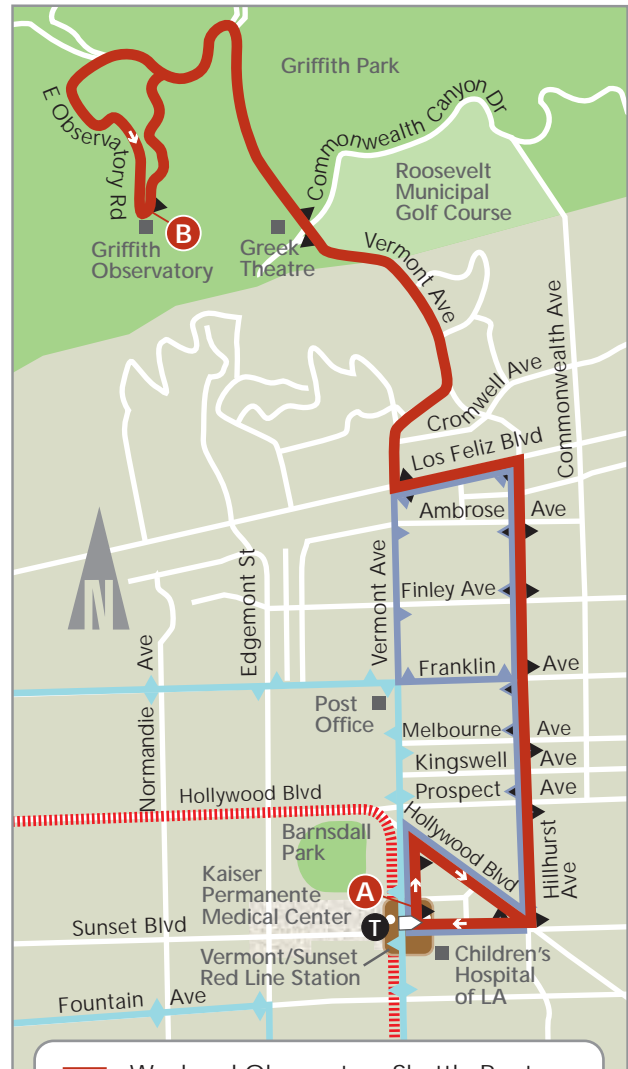 Griffith Park
E Observatory Rd
Commonwealth Canyon Dr
Roosevelt
Municipal
Golf Course
B
Griffith
Observatory
Greek
Theatre
Vermont Ave
Commonwealth Ave
Cromwell Ave
Los Feliz Blvd
Ambrose Ave
N
Edgemont St
Vermont Ave
Finley Ave
Normandie Ave
Franklin Ave
Post
Office
Melbourne Ave
Kingswell Ave
Prospect Ave
Hollywood Blvd
Barnsdall
Park
Hollywood Blvd
Hillhurst
Ave
Kaiser
Permanente
Medical Center
A
T
Sunset Blvd
Vermont/Sunset
Red Line Station
Children's
Hospital
of LA
Fountain Ave